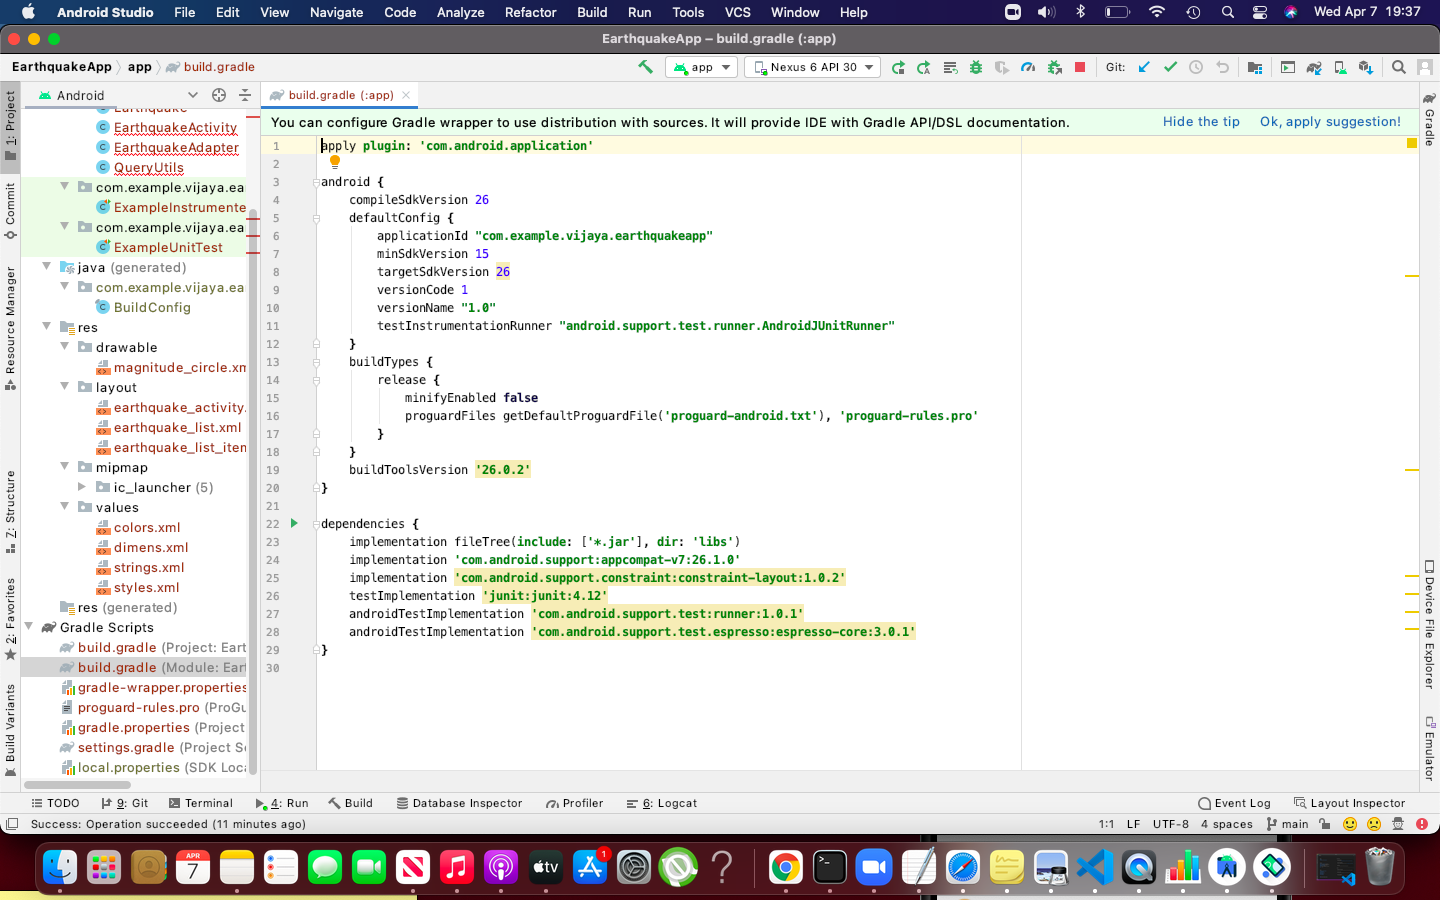 Android Studio File Edit View Navigate Code Analyze Refactor Build Run Tools VCS Window Help Wed Apr 7 19:37
EarthquakeApp – build.gradle (:app)
EarthquakeApp app build.gradle app Nexus 6 API 30 Git:
Android
build.gradle (:app)
You can configure Gradle wrapper to use distribution with sources. It will provide IDE with Gradle API/DSL documentation. Hide the tip Ok, apply suggestion!
1: Project
Commit
Resource Manager
Z: Structure
2: Favorites
Build Variants
Earthquake
EarthquakeActivity
EarthquakeAdapter
QueryUtils
com.example.vijaya.ea
ExampleInstrumente
com.example.vijaya.ea
ExampleUnitTest
java (generated)
com.example.vijaya.ea
BuildConfig
res
drawable
magnitude_circle.xm
layout
earthquake_activity.
earthquake_list.xml
earthquake_list_iten
mipmap
ic_launcher (5)
values
colors.xml
dimens.xml
strings.xml
styles.xml
res (generated)
Gradle Scripts
build.gradle (Project: Eart
build.gradle (Module: Ear
gradle-wrapper.properties
proguard-rules.pro (ProGu
gradle.properties (Project
settings.gradle (Project Se
local.properties (SDK Loca
1 apply plugin: 'com.android.application'
2
3 android {
4 compileSdkVersion 26
5 defaultConfig {
6 applicationId "com.example.vijaya.earthquakeapp"
7 minSdkVersion 15
8 targetSdkVersion 26
9 versionCode 1
10 versionName "1.0"
11 testInstrumentationRunner "android.support.test.runner.AndroidJUnitRunner"
12 }
13 buildTypes {
14 release {
15 minifyEnabled false
16 proguardFiles getDefaultProguardFile('proguard-android.txt'), 'proguard-rules.pro'
17 }
18 }
19 buildToolsVersion '26.0.2'
20 }
21
22 dependencies {
23 implementation fileTree(include: ['*.jar'], dir: 'libs')
24 implementation 'com.android.support:appcompat-v7:26.1.0'
25 implementation 'com.android.support.constraint:constraint-layout:1.0.2'
26 testImplementation 'junit:junit:4.12'
27 androidTestImplementation 'com.android.support.test:runner:1.0.1'
28 androidTestImplementation 'com.android.support.test.espresso:espresso-core:3.0.1'
29 }
30
Gradle
Device File Explorer
Emulator
TODO 9: Git Terminal 4: Run Build Database Inspector Profiler 6: Logcat Event Log Layout Inspector
Success: Operation succeeded (11 minutes ago) 1:1 LF UTF-8 4 spaces main
APR
7
tv
1